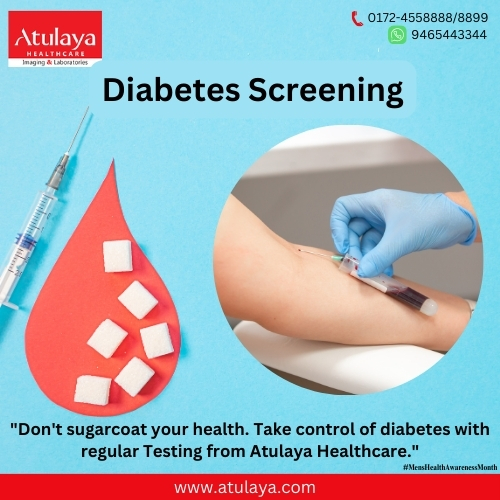 Atulaya
HEALTHCARE
Imaging & Laboratories
0172-4558888/8899
9465443344
Diabetes Screening
"Don't sugarcoat your health. Take control of diabetes with
regular Testing from Atulaya Healthcare."
#MensHealthAwarenessMonth
www.atulaya.com